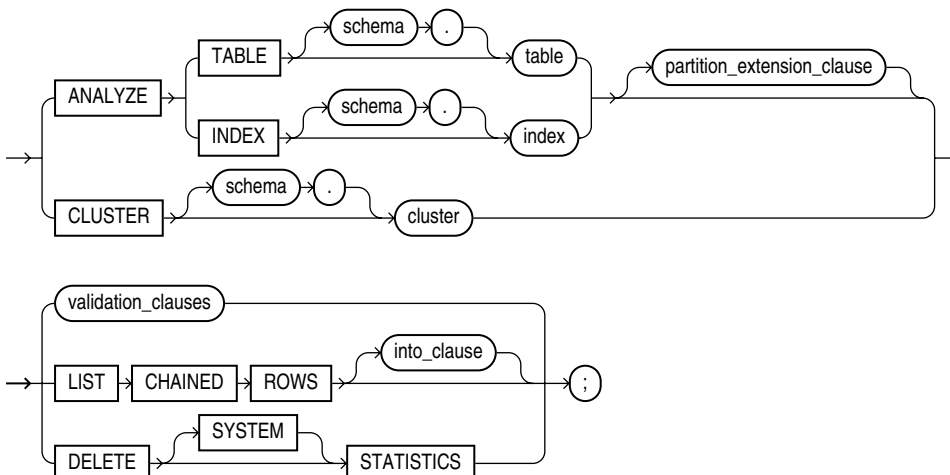 schema .
TABLE table
partition_extension_clause
ANALYZE
schema .
INDEX index
schema .
CLUSTER cluster
validation_clauses
into_clause
LIST CHAINED ROWS ;
SYSTEM
DELETE STATISTICS